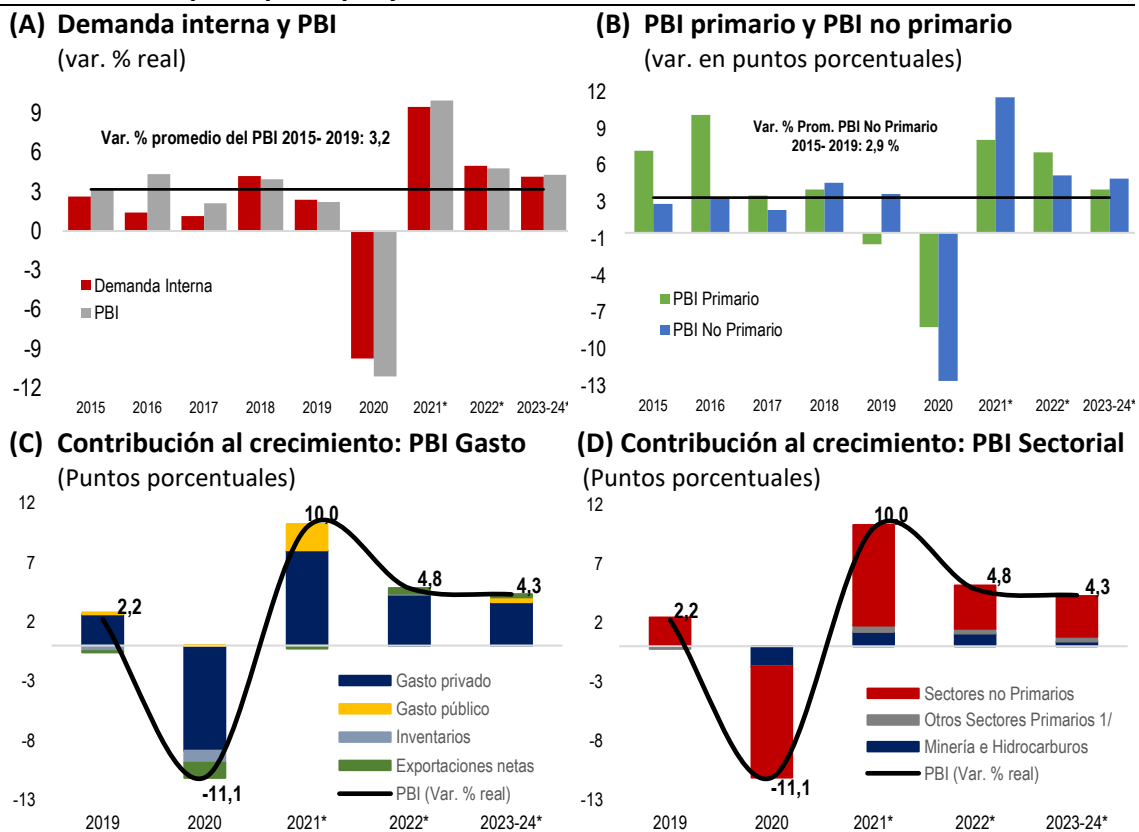 (A) Demanda interna y PBI
(var. % real)
9
6
3
0
-3
-6
-9
-12
Var. % promedio del PBI 2015- 2019: 3,2
Demanda Interna
PBI
2015 2016 2017 2018 2019 2020 2021* 2022* 2023-24*
(B) PBI primario y PBI no primario
(var. en puntos porcentuales)
12
9
6
3
-1
-4
-7
-10
-13
Var. % Prom. PBI No Primario
2015- 2019: 2,9 %
PBI Primario
PBI No Primario
2015 2016 2017 2018 2019 2020 2021* 2022* 2023-24*
(C) Contribución al crecimiento: PBI Gasto
(Puntos porcentuales)
12
7
2
-3
-8
-13
2,2
-11,1
10,0
4,8
4,3
Gasto privado
Gasto público
Inventarios
Exportaciones netas
PBI (Var. % real)
2019 2020 2021* 2022* 2023-24*
(D) Contribución al crecimiento: PBI Sectorial
(Puntos porcentuales)
12
7
2
-3
-8
-13
2,2
-11,1
10,0
4,8
4,3
Sectores no Primarios
Otros Sectores Primarios 1/
Minería e Hidrocarburos
PBI (Var. % real)
2019 2020 2021* 2022* 2023-24*